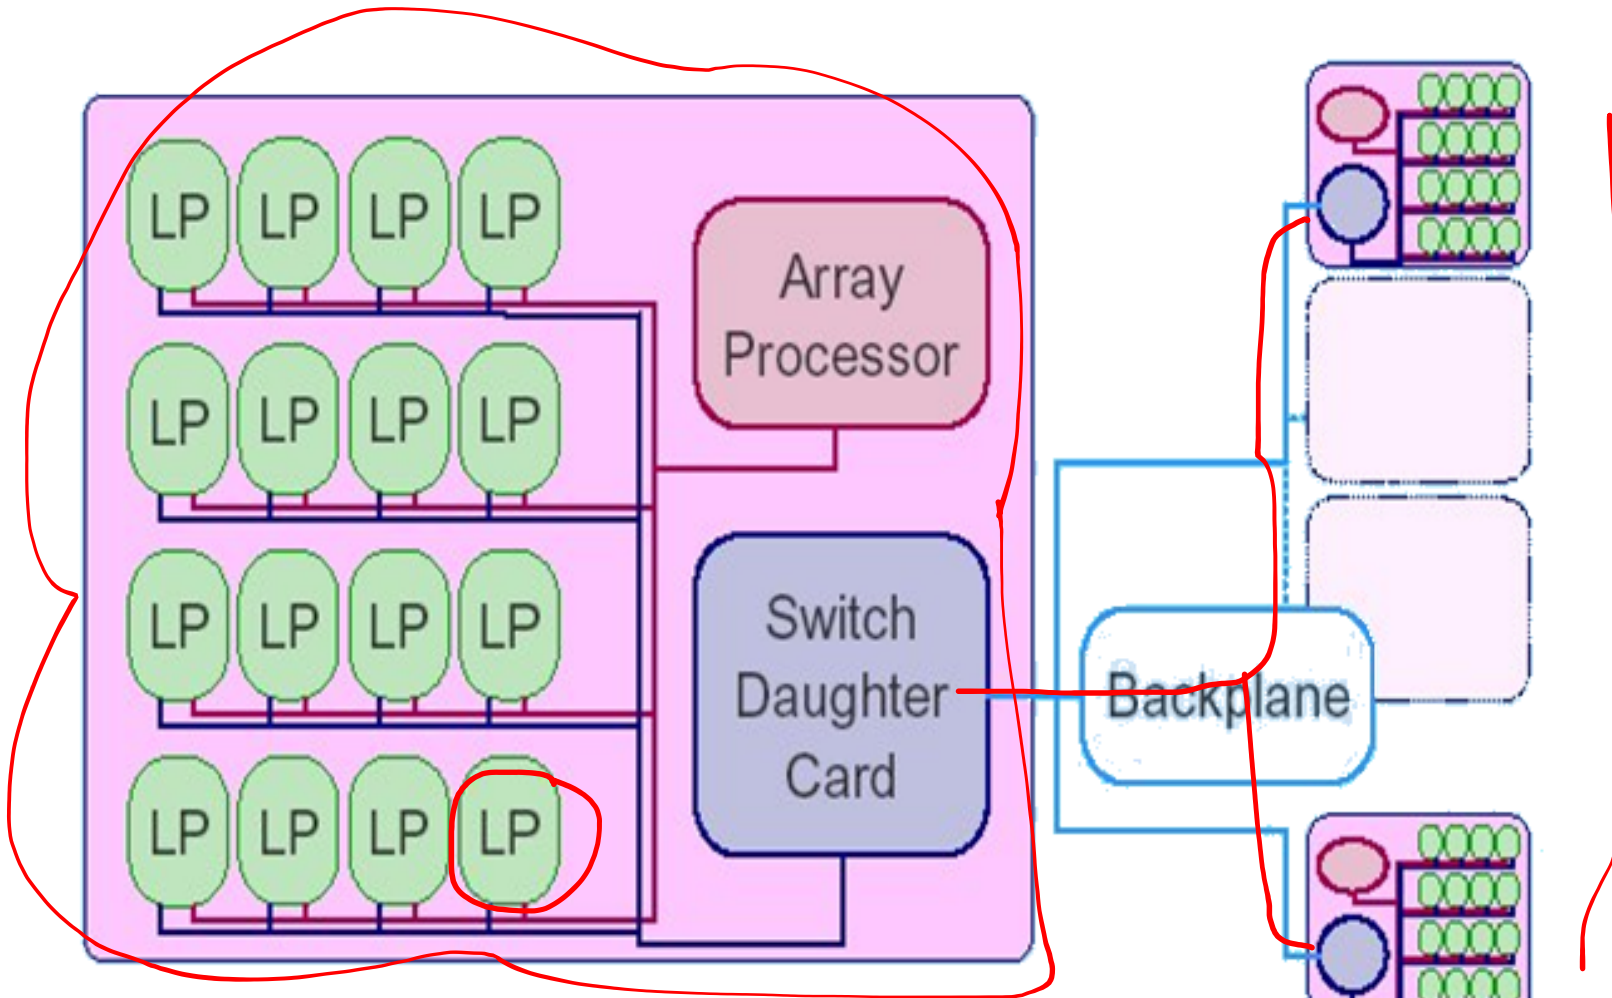 LP LP LP LP
Array
Processor
LP LP LP LP
Switch
Daughter
Card
Backplane
LP LP LP LP
LP LP LP LP